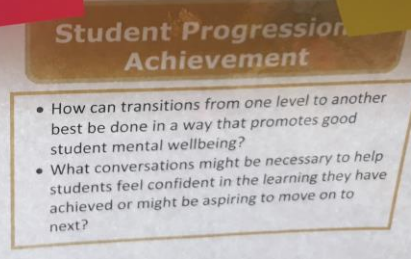 Student Progression
Achievement
• How can transitions from one level to another
best be done in a way that promotes good
student mental wellbeing?
• What conversations might be necessary to help
students feel confident in the learning they have
achieved or might be aspiring to move on to
next?